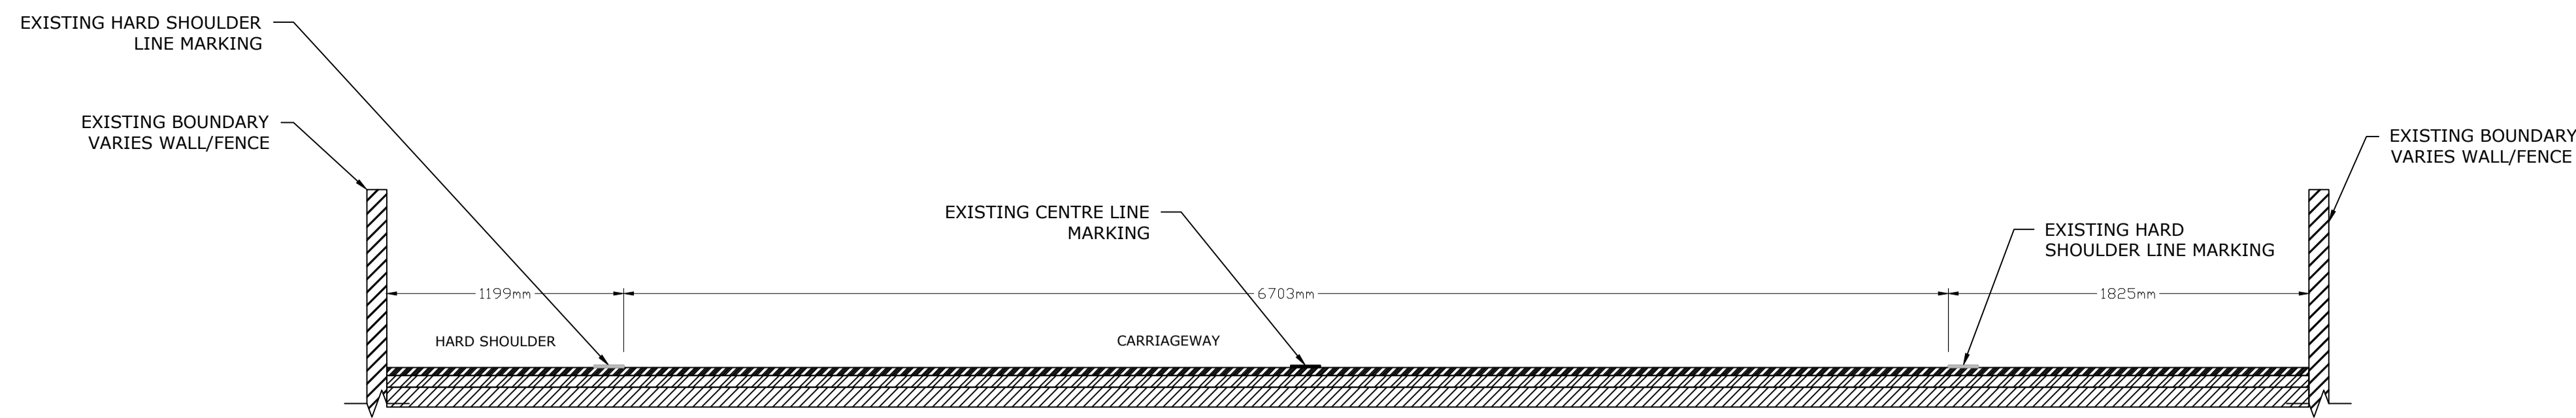 EXISTING HARD SHOULDER
LINE MARKING
EXISTING BOUNDARY
VARIES WALL/FENCE
EXISTING BOUNDARY
VARIES WALL/FENCE
EXISTING CENTRE LINE
MARKING
EXISTING HARD
SHOULDER LINE MARKING
1199mm
6703mm
1825mm
HARD SHOULDER
CARRIAGEWAY